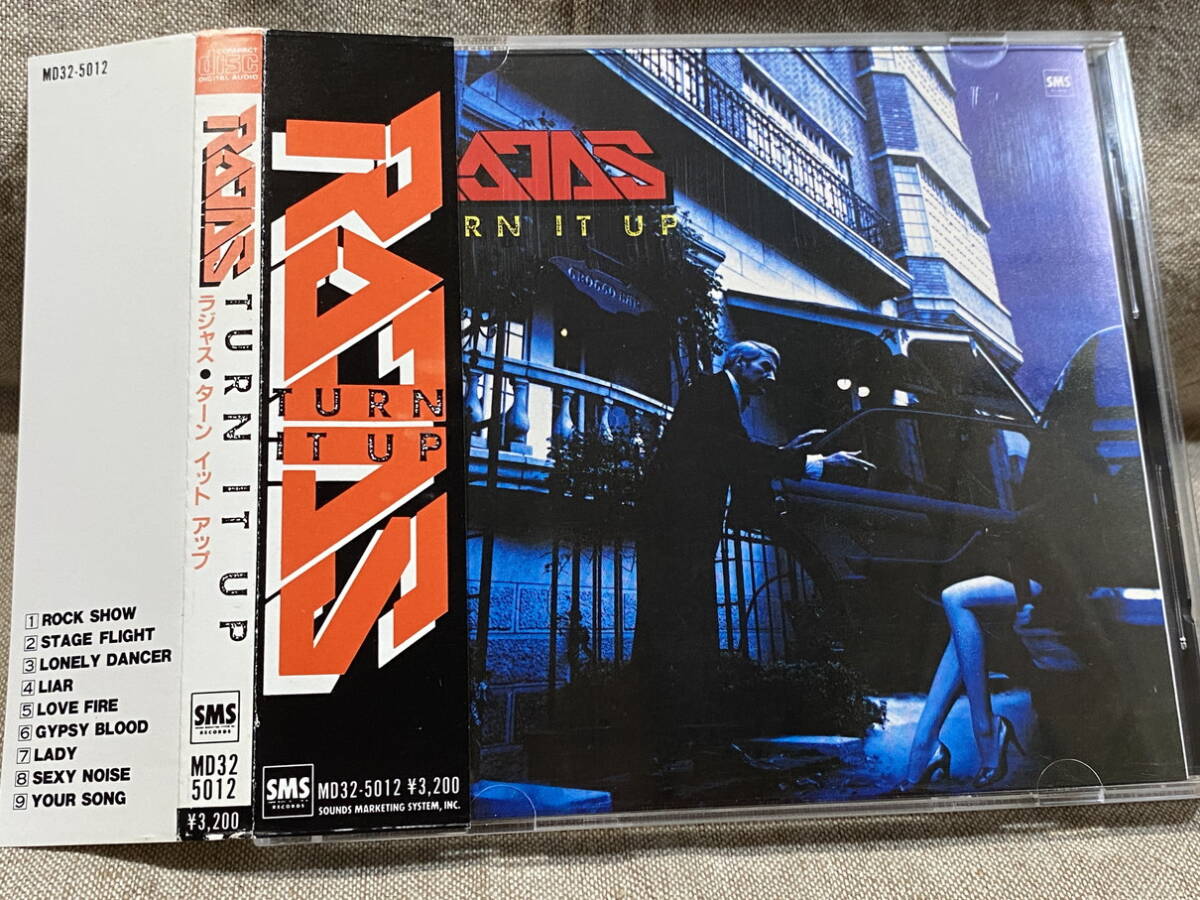 MD32-5012
1 ROCK SHOW
2 STAGE FLIGHT
3 LONELY DANCER
4 LIAR
5 LOVE FIRE
6 GYPSY BLOOD
7 LADY
8 SEXY NOISE
9 YOUR SONG
COMPACT
disc
DIGITAL AUDIO
RAJAS
TURN IT UP
ラジャス●ターン イット アップ
SMS
RECORDS
MD32
5012
¥3,200
RAJAS
TURN
IT UP
SMS
RECORDS
MD32-5012 ¥3,200
SOUNDS MARKETING SYSTEM, INC.
AJAS
RN IT UP
SMS